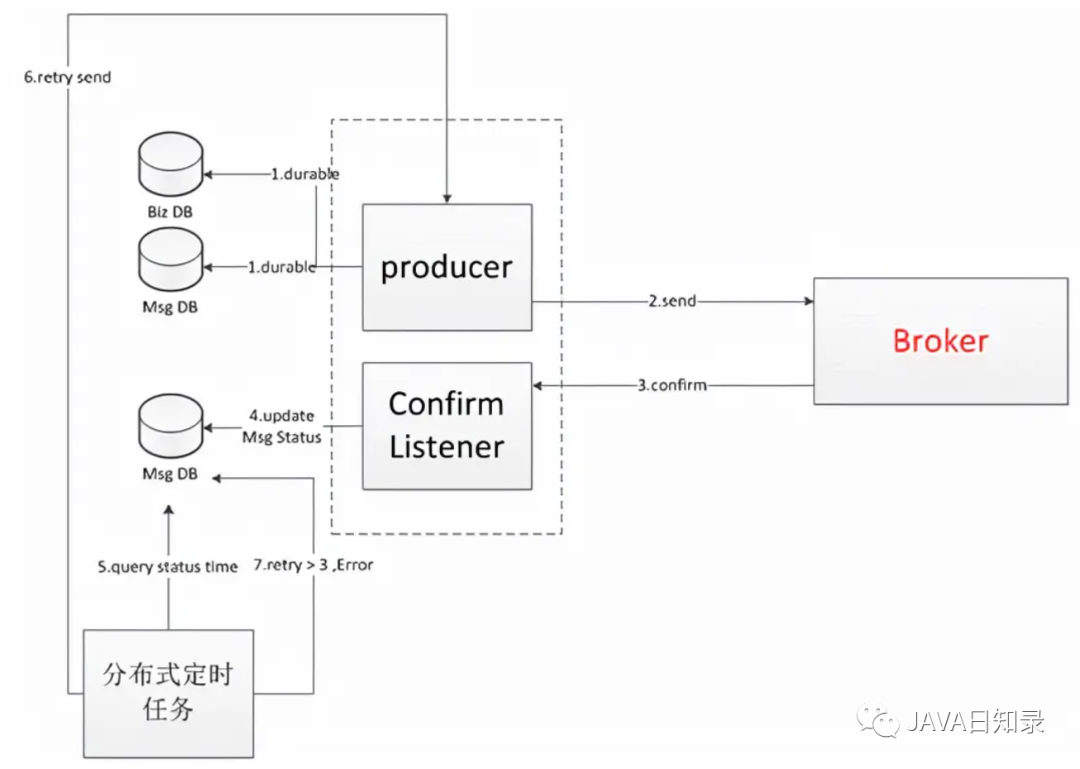 6.retry send
1.durable
Biz DB
1.durable
Msg DB
producer
2.send
Broker
3.confirm
Confirm
Listener
4.update
Msg Status
Msg DB
5.query status time
7.retry > 3 ,Error
分布式定时
任务
JAVA日知录